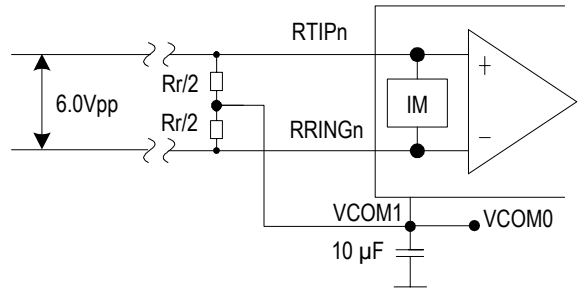 RTIPn
Rr/2
6.0Vpp
IM
+
Rr/2
−
RRINGn
VCOM1
VCOM0
10 µF